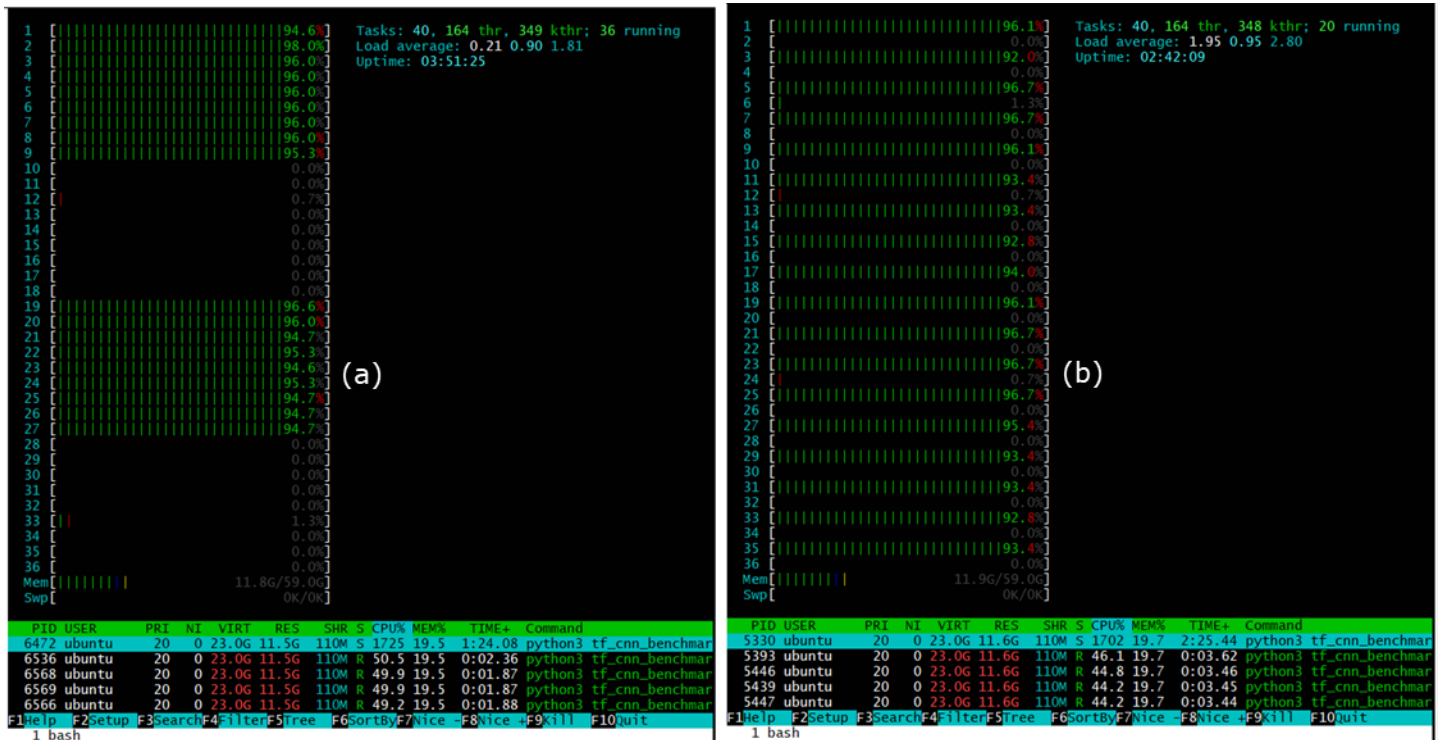 1 [94.6%] Tasks: 40, 164 thr, 349 kthr; 36 running
2 [98.0%] Load average: 0.21 0.90 1.81
3 [96.0%] Uptime: 03:51:25
4 [96.0%]
5 [96.0%]
6 [96.0%]
7 [96.0%]
8 [96.0%]
9 [95.3%]
10 [0.0%]
11 [0.0%]
12 [0.7%]
13 [0.0%]
14 [0.0%]
15 [0.0%]
16 [0.0%]
17 [0.0%]
18 [0.0%]
19 [96.6%]
20 [96.0%]
21 [94.7%]
22 [95.3%]
23 [94.6%]
24 [95.3%]
25 [94.7%]
26 [94.7%]
27 [94.7%]
28 [0.0%]
29 [0.0%]
30 [0.0%]
31 [0.0%]
32 [0.0%]
33 [1.3%]
34 [0.0%]
35 [0.0%]
36 [0.0%]
Mem[11.8G/59.0G]
Swp[0K/0K]
(a)
PID USER PRI NI VIRT RES SHR S CPU% MEM% TIME+ Command
6472 ubuntu 20 0 23.0G 11.5G 110M S 1725 19.5 1:24.08 python3 tf_cnn_benchmar
6536 ubuntu 20 0 23.0G 11.5G 110M R 50.5 19.5 0:02.36 python3 tf_cnn_benchmar
6568 ubuntu 20 0 23.0G 11.5G 110M R 49.9 19.5 0:01.87 python3 tf_cnn_benchmar
6569 ubuntu 20 0 23.0G 11.5G 110M R 49.9 19.5 0:01.87 python3 tf_cnn_benchmar
6566 ubuntu 20 0 23.0G 11.5G 110M R 49.2 19.5 0:01.88 python3 tf_cnn_benchmar
F1Help F2Setup F3SearchF4FilterF5Tree F6SortByF7Nice -F8Nice +F9Kill F10Quit
1 bash
1 [96.1%] Tasks: 40, 164 thr, 348 kthr; 20 running
2 [0.0%] Load average: 1.95 0.95 2.80
3 [92.0%] Uptime: 02:42:09
4 [0.0%]
5 [96.7%]
6 [1.3%]
7 [96.7%]
8 [0.0%]
9 [96.1%]
10 [0.0%]
11 [93.4%]
12 [0.7%]
13 [93.4%]
14 [0.0%]
15 [92.8%]
16 [0.0%]
17 [94.0%]
18 [0.0%]
19 [96.1%]
20 [0.0%]
21 [96.7%]
22 [0.0%]
23 [96.7%]
24 [0.7%]
25 [96.7%]
26 [0.0%]
27 [95.4%]
28 [0.0%]
29 [93.4%]
30 [0.0%]
31 [93.4%]
32 [0.0%]
33 [92.8%]
34 [0.0%]
35 [93.4%]
36 [0.0%]
Mem[11.9G/59.0G]
Swp[0K/0K]
(b)
PID USER PRI NI VIRT RES SHR S CPU% MEM% TIME+ Command
5330 ubuntu 20 0 23.0G 11.6G 110M S 1702 19.7 2:25.44 python3 tf_cnn_benchmar
5393 ubuntu 20 0 23.0G 11.6G 110M R 46.1 19.7 0:03.62 python3 tf_cnn_benchmar
5446 ubuntu 20 0 23.0G 11.6G 110M R 44.8 19.7 0:03.46 python3 tf_cnn_benchmar
5439 ubuntu 20 0 23.0G 11.6G 110M R 44.2 19.7 0:03.45 python3 tf_cnn_benchmar
5447 ubuntu 20 0 23.0G 11.6G 110M R 44.2 19.7 0:03.44 python3 tf_cnn_benchmar
F1Help F2Setup F3SearchF4FilterF5Tree F6SortByF7Nice -F8Nice +F9Kill F10Quit
1 bash